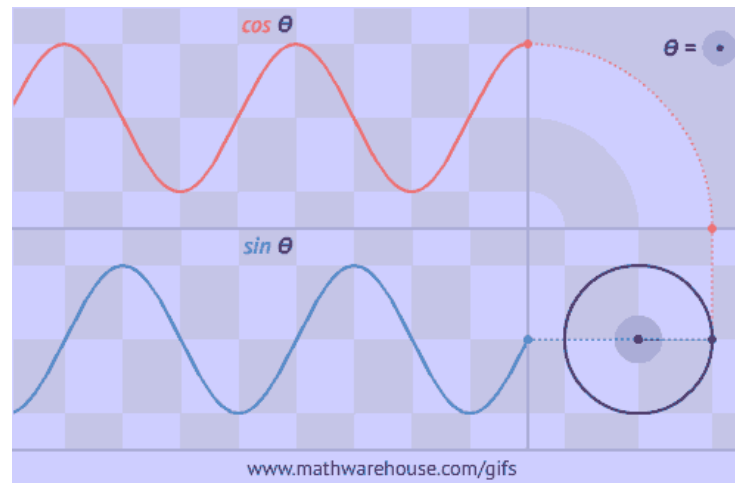 cos θ
θ =
sin θ
www.mathwarehouse.com/gifs